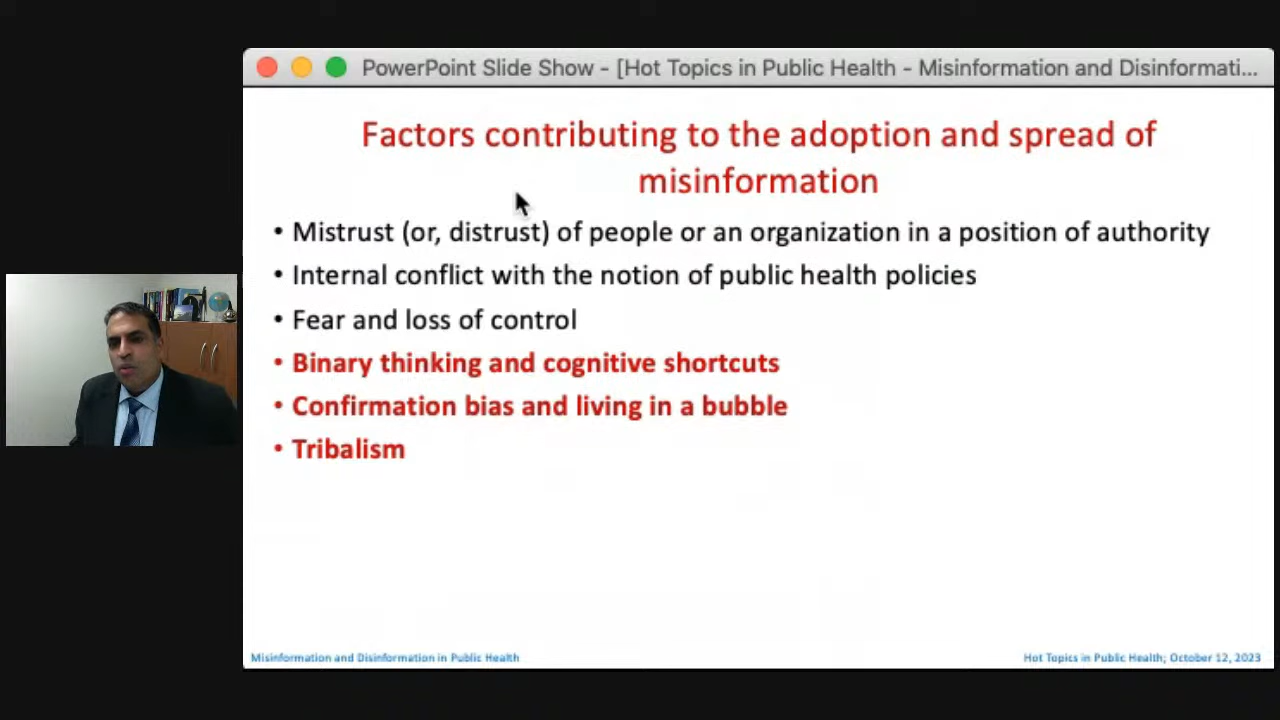 PowerPoint Slide Show - [Hot Topics in Public Health - Misinformation and Disinformati...
Factors contributing to the adoption and spread of
misinformation
• Mistrust (or, distrust) of people or an organization in a position of authority
• Internal conflict with the notion of public health policies
• Fear and loss of control
• Binary thinking and cognitive shortcuts
• Confirmation bias and living in a bubble
• Tribalism
Misinformation and Disinformation in Public Health
Hot Topics in Public Health; October 12, 2023